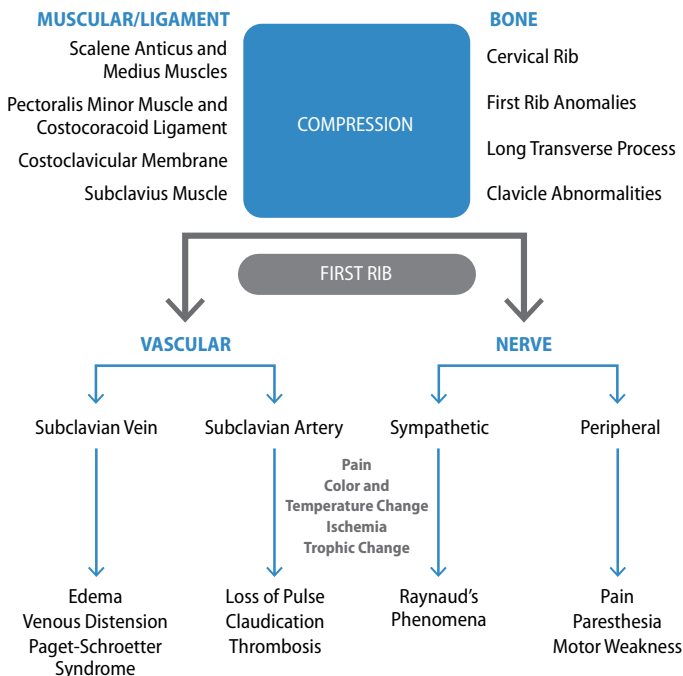 MUSCULAR/LIGAMENT
Scalene Anticus and
Medius Muscles
Pectoralis Minor Muscle and
Costocoracoid Ligament
Costoclavicular Membrane
Subclavius Muscle
COMPRESSION
BONE
Cervical Rib
First Rib Anomalies
Long Transverse Process
Clavicle Abnormalities
FIRST RIB
VASCULAR
NERVE
Subclavian Vein
Subclavian Artery
Sympathetic
Peripheral
Pain
Color and
Temperature Change
Ischemia
Trophic Change
Edema
Venous Distension
Paget-Schroetter
Syndrome
Loss of Pulse
Claudication
Thrombosis
Raynaud's
Phenomena
Pain
Paresthesia
Motor Weakness